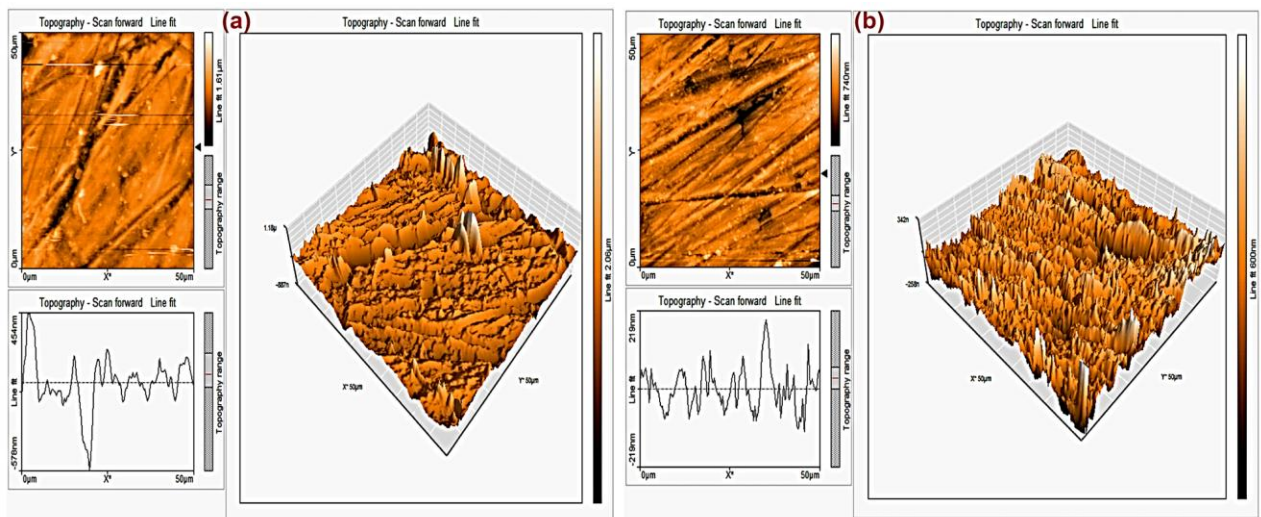 (a)
Topography - Scan forward Line fit
50µm
Y*
0µm
0µm X* 50µm
Line fit 1.61µm
Topography range
Topography - Scan forward Line fit
454nm
Line fit
-576nm
0µm X* 50µm
Topography range
Topography - Scan forward Line fit
1.18µ
-887n
X* 50µm
Y* 50µm
Line fit 2.06µm
(b)
Topography - Scan forward Line fit
50µm
Y*
0µm
0µm X* 50µm
Line fit 740nm
Topography range
Topography - Scan forward Line fit
219nm
Line fit
-219nm
0µm X* 50µm
Topography range
Topography - Scan forward Line fit
342n
-258n
X* 50µm
Y* 50µm
Line fit 600nm